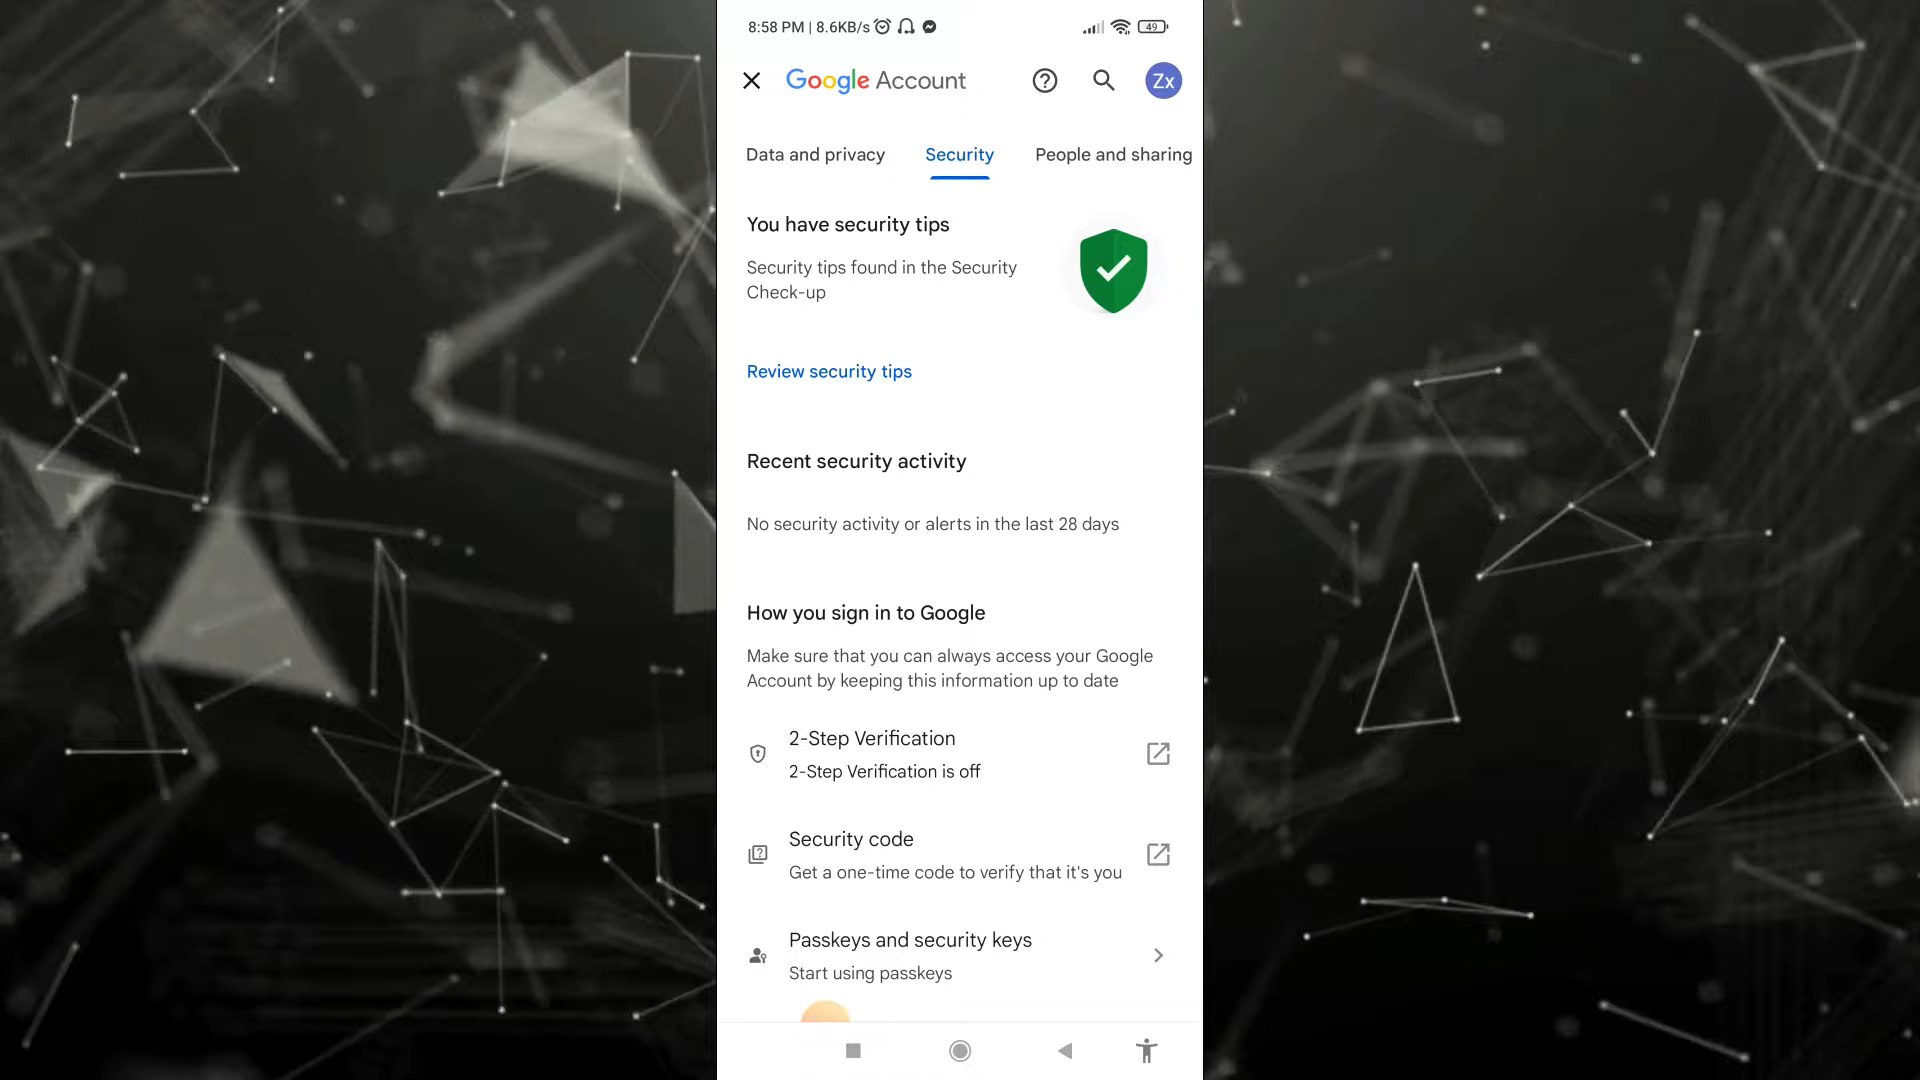 8:58 PM | 8.6KB/s
49
Google Account
Zx
Data and privacy
Security
People and sharing
You have security tips
Security tips found in the Security
Check-up
Review security tips
Recent security activity
No security activity or alerts in the last 28 days
How you sign in to Google
Make sure that you can always access your Google
Account by keeping this information up to date
2-Step Verification
2-Step Verification is off
Security code
Get a one-time code to verify that it's you
Passkeys and security keys
Start using passkeys